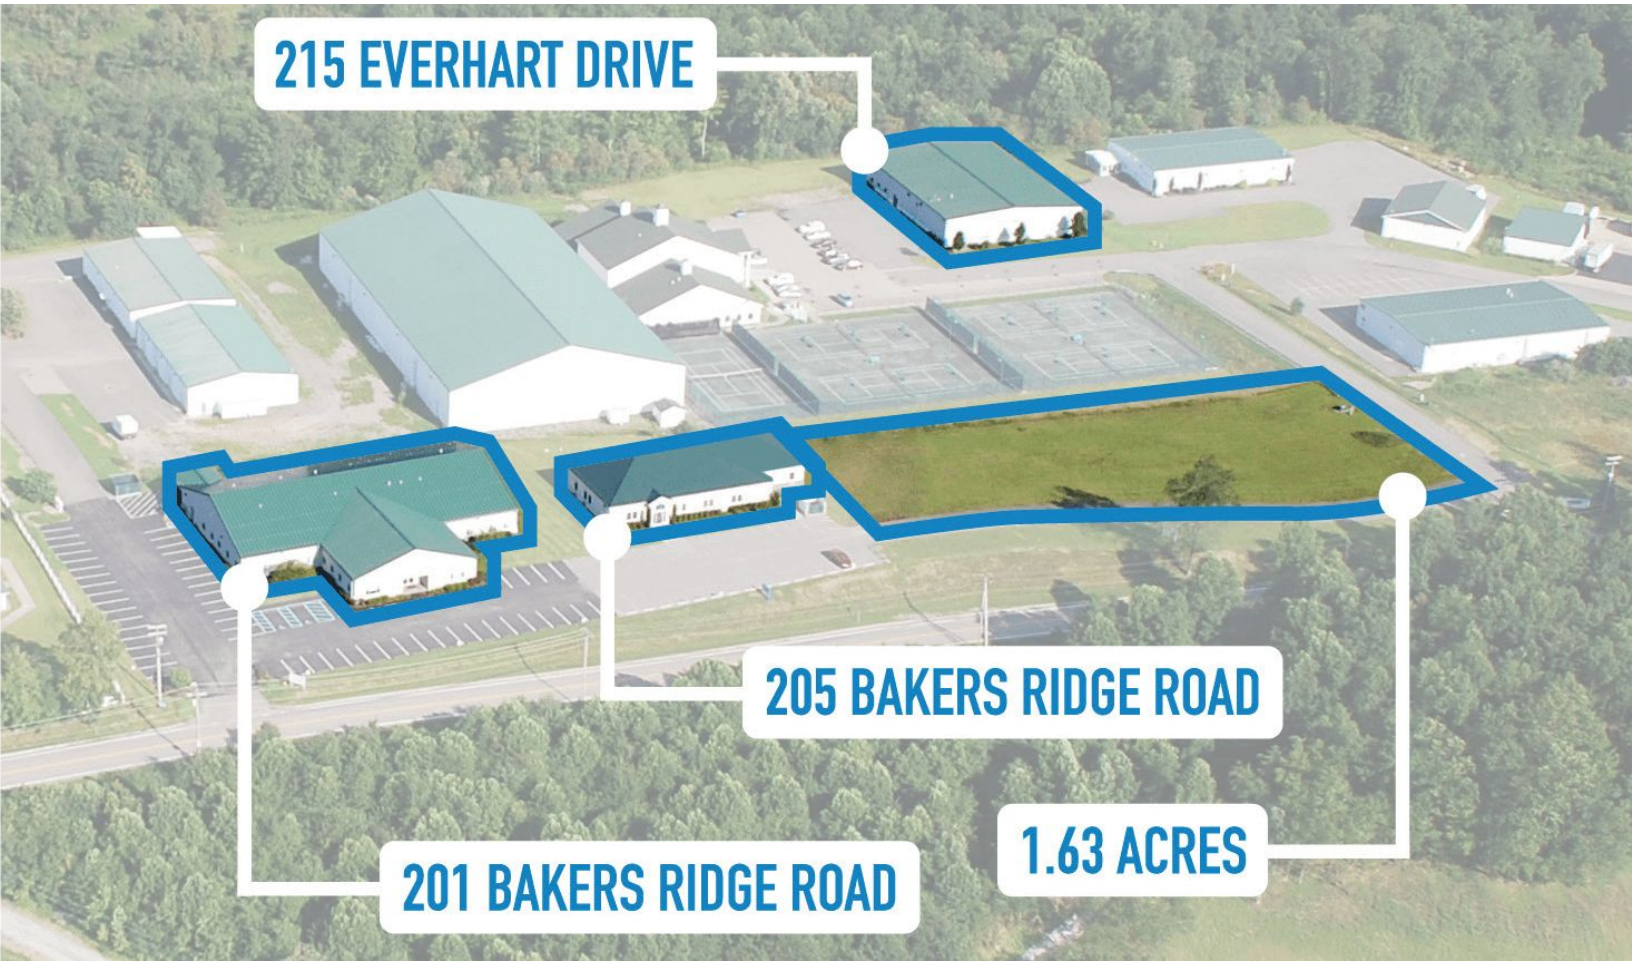 215 EVERHART DRIVE
205 BAKERS RIDGE ROAD
1.63 ACRES
201 BAKERS RIDGE ROAD